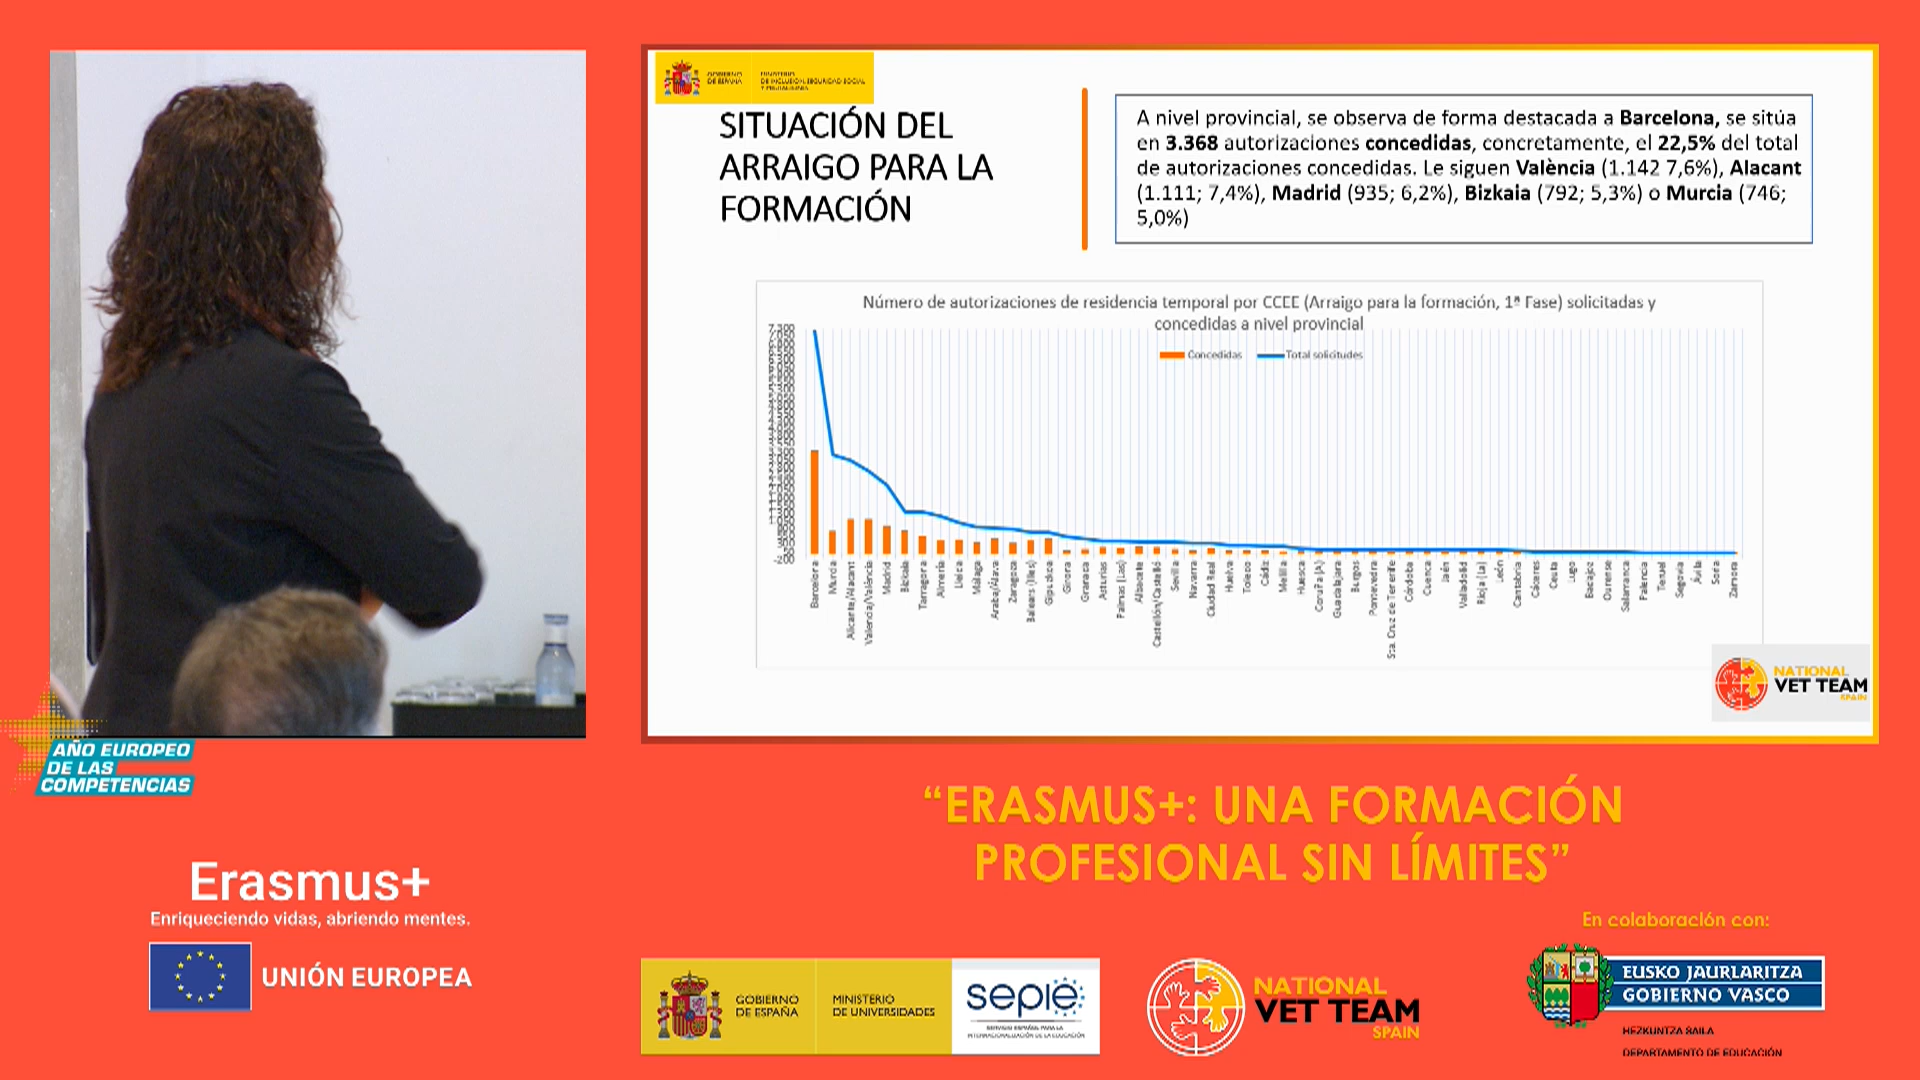 GOBIERNO
DE ESPAÑA
MINISTERIO
DE INCLUSIÓN, SEGURIDAD SOCIAL
Y MIGRACIONES
SITUACIÓN DEL
ARRAIGO PARA LA
FORMACIÓN
A nivel provincial, se observa de forma destacada a Barcelona, se sitúa
en 3.368 autorizaciones concedidas, concretamente, el 22,5% del total
de autorizaciones concedidas. Le siguen València (1.142 7,6%), Alacant
(1.111; 7,4%), Madrid (935; 6,2%), Bizkaia (792; 5,3%) o Murcia (746;
5,0%)
Número de autorizaciones de residencia temporal por CCEE (Arraigo para la formación, 1ª Fase) solicitadas y
concedidas a nivel provincial
Concedidas
Total solicitudes
7.300
-200
Barcelona
Murcia
Alicante/Alacant
Valencia/València
Madrid
Bizkaia
Tarragona
Almería
Lleida
Málaga
Araba/Álava
Zaragoza
Balears (Illes)
Gipuzkoa
Girona
Granada
Asturias
Palmas (Las)
Albacete
Castellón/Castelló
Sevilla
Navarra
Ciudad Real
Huelva
Toledo
Cádiz
Melilla
Huesca
Coruña (A)
Guadalajara
Burgos
Pontevedra
Sta. Cruz de Tenerife
Córdoba
Cuenca
Jaén
Valladolid
Rioja (La)
León
Cantabria
Cáceres
Ceuta
Lugo
Badajoz
Ourense
Salamanca
Palencia
Teruel
Segovia
Ávila
Soria
Zamora
NATIONAL
VET TEAM
SPAIN
AÑO EUROPEO
DE LAS
COMPETENCIAS
“ERASMUS+: UNA FORMACIÓN
PROFESIONAL SIN LÍMITES”
Erasmus+
Enriqueciendo vidas, abriendo mentes.
UNIÓN EUROPEA
GOBIERNO
DE ESPAÑA
MINISTERIO
DE UNIVERSIDADES
sepie
SERVICIO ESPAÑOL PARA LA
INTERNACIONALIZACIÓN DE LA EDUCACIÓN
NATIONAL
VET TEAM
SPAIN
En colaboración con:
EUSKO JAURLARITZA
GOBIERNO VASCO
HEZKUNTZA SAILA
DEPARTAMENTO DE EDUCACIÓN